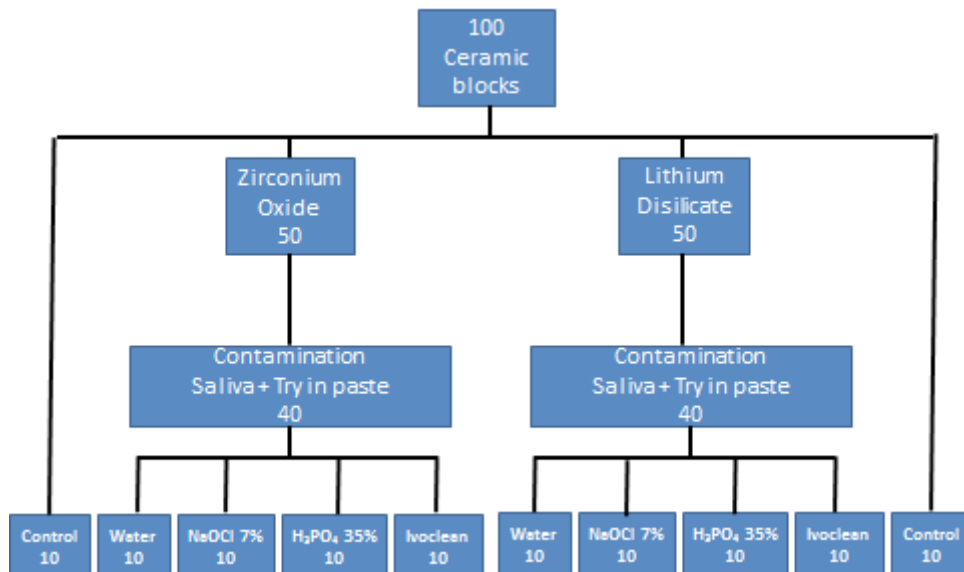 100
Ceramic
blocks
Zirconium
Oxide
50
Lithium
Disilicate
50
Contamination
Saliva + Try in paste
40
Contamination
Saliva + Try in paste
40
Control
10
Water
10
NaOCl 7%
10
H₃PO₄ 35%
10
Ivoclean
10
Water
10
NaOCl 7%
10
H₃PO₄ 35%
10
Ivoclean
10
Control
10